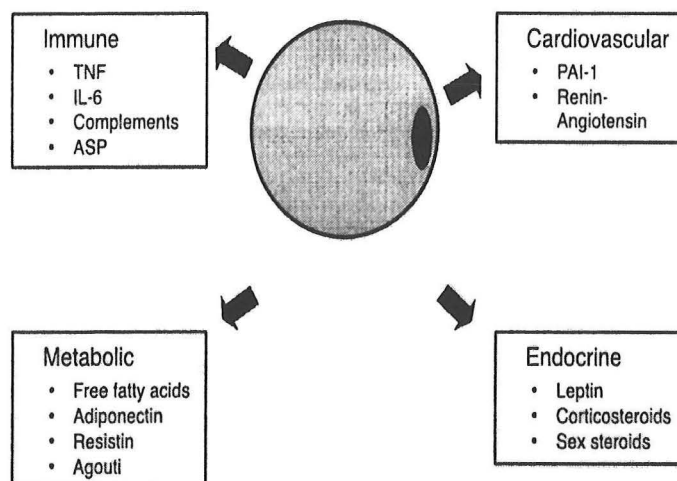 Immune
• TNF
• IL-6
• Complements
• ASP
Cardiovascular
• PAI-1
• Renin-
Angiotensin
Metabolic
• Free fatty acids
• Adiponectin
• Resistin
• Agouti
Endocrine
• Leptin
• Corticosteroids
• Sex steroids